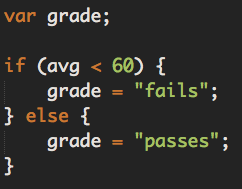 var grade;

if (avg < 60) {
    grade = "fails";
} else {
    grade = "passes";
}